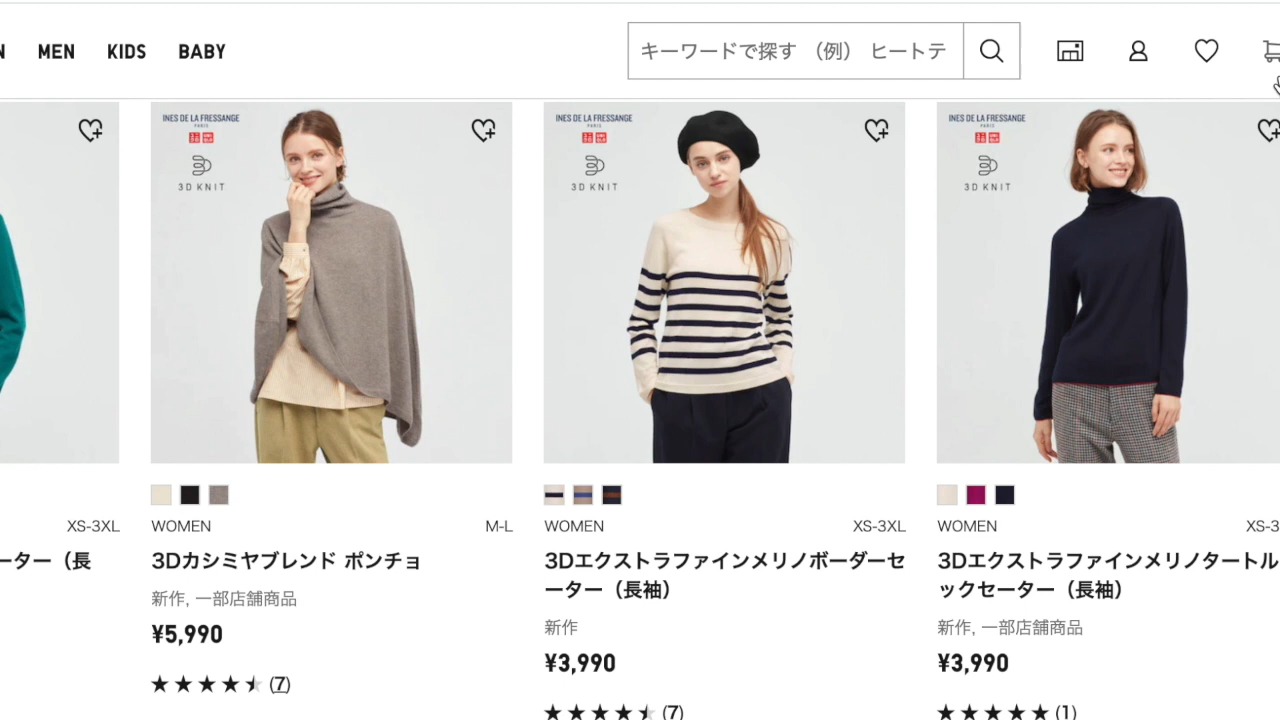 N MEN KIDS BABY
キーワードで探す （例） ヒートテ
INES DE LA FRESSANGE
PARIS
3D KNIT
INES DE LA FRESSANGE
PARIS
3D KNIT
INES DE LA FRESSANGE
PARIS
3D KNIT
XS-3XL
ーター（長
WOMEN M-L
3Dカシミヤブレンド ポンチョ
新作, 一部店舗商品
¥5,990
(7)
WOMEN XS-3XL
3Dエクストラファインメリノボーダーセ
ーター（長袖）
新作
¥3,990
(7)
WOMEN XS-3
3Dエクストラファインメリノタートル
ックセーター（長袖）
新作, 一部店舗商品
¥3,990
(1)